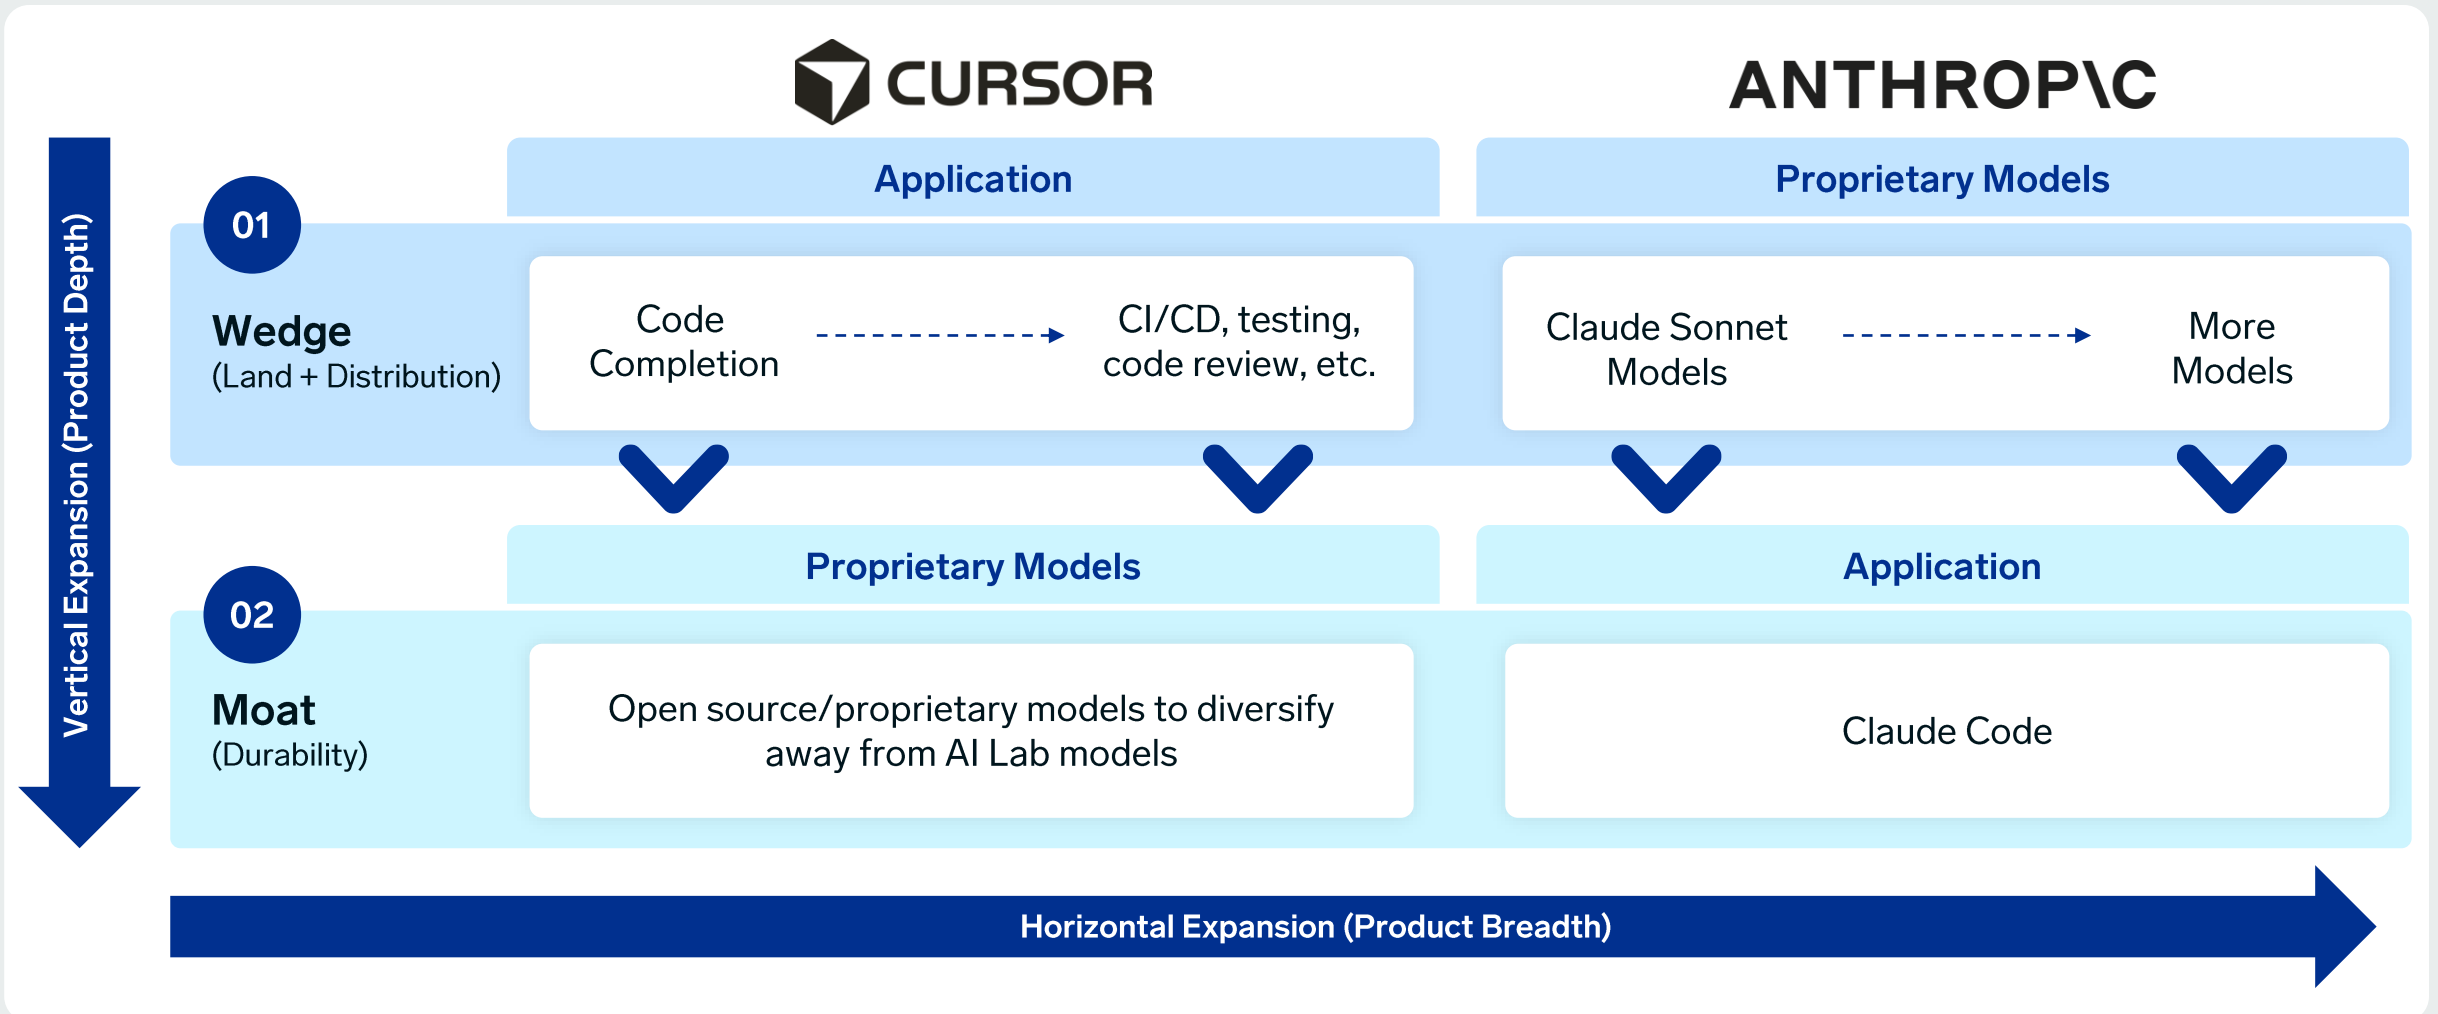 CURSOR
ANTHROP\C
Application
Proprietary Models
Vertical Expansion (Product Depth)
01
Wedge
(Land + Distribution)
Code
Completion
CI/CD, testing,
code review, etc.
Claude Sonnet
Models
More
Models
Proprietary Models
Application
02
Moat
(Durability)
Open source/proprietary models to diversify
away from AI Lab models
Claude Code
Horizontal Expansion (Product Breadth)